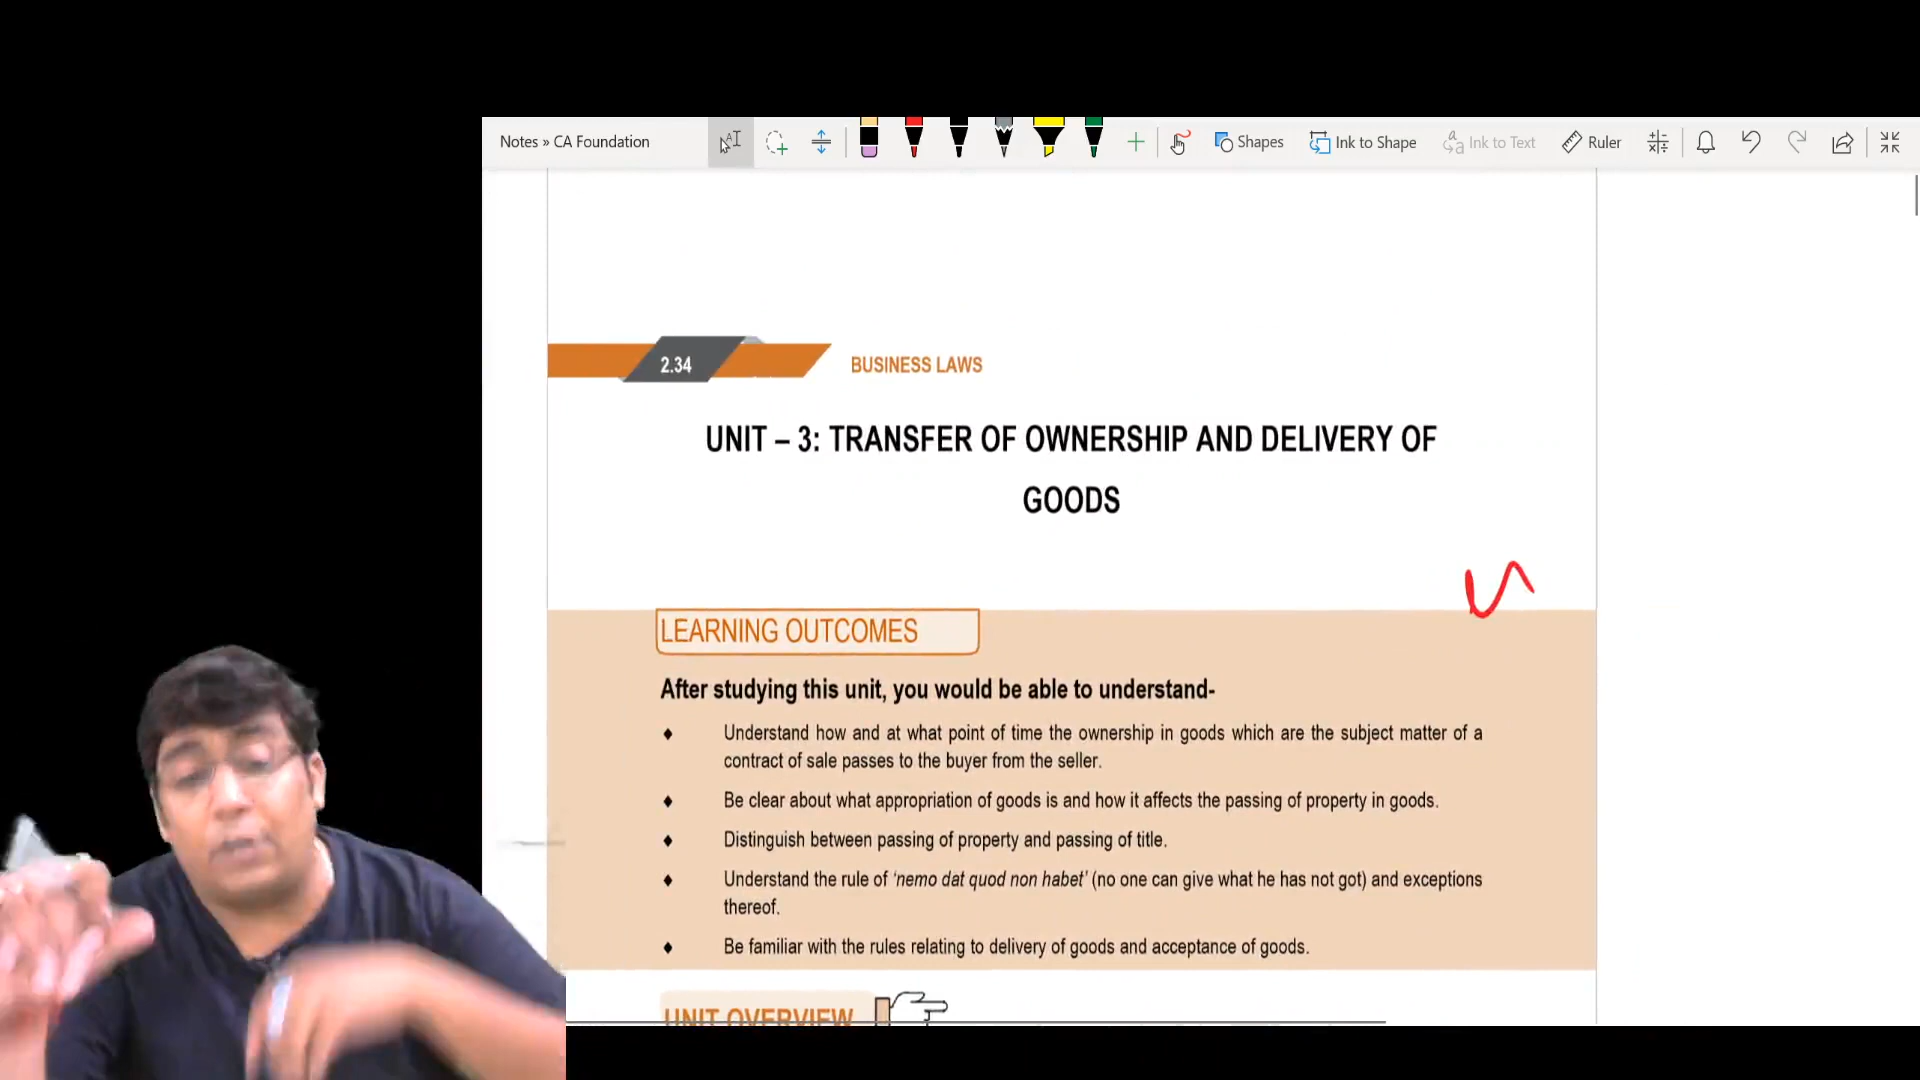 Notes » CA Foundation
Shapes
Ink to Shape
Ink to Text
Ruler
2.34
BUSINESS LAWS
UNIT – 3: TRANSFER OF OWNERSHIP AND DELIVERY OF
GOODS
LEARNING OUTCOMES
After studying this unit, you would be able to understand-
♦ Understand how and at what point of time the ownership in goods which are the subject matter of a
contract of sale passes to the buyer from the seller.
♦ Be clear about what appropriation of goods is and how it affects the passing of property in goods.
♦ Distinguish between passing of property and passing of title.
♦ Understand the rule of ‘nemo dat quod non habet’ (no one can give what he has not got) and exceptions
thereof.
♦ Be familiar with the rules relating to delivery of goods and acceptance of goods.
UNIT OVERVIEW